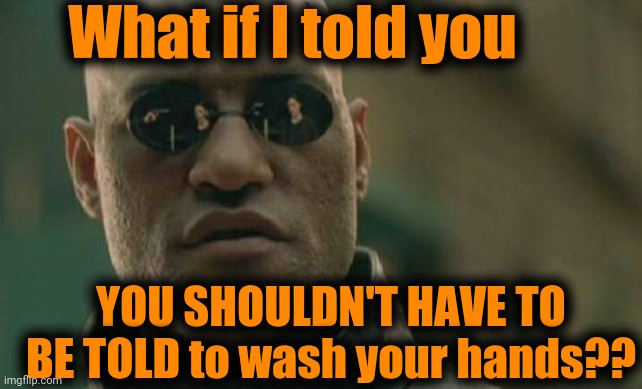 What if I told you
YOU SHOULDN'T HAVE TO
BE TOLD to wash your hands??
imgflip.com